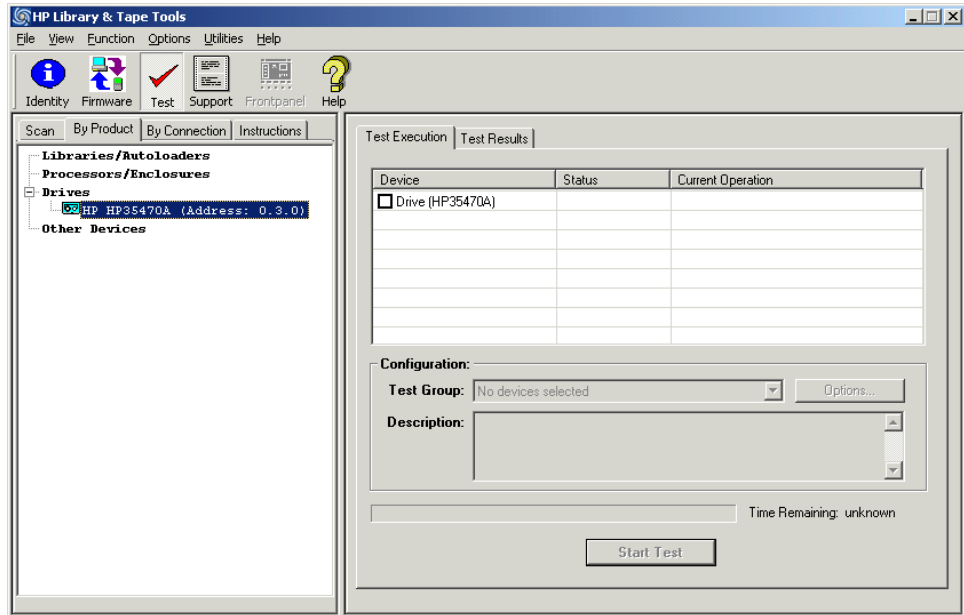 HP Library & Tape Tools
File View Function Options Utilities Help
Identity Firmware Test Support Frontpanel Help
Scan By Product By Connection Instructions
Libraries/Autoloaders
Processors/Enclosures
Drives
HP HP35470A (Address: 0.3.0)
Other Devices
Test Execution Test Results
Device Status Current Operation
Drive (HP35470A)
Configuration:
Test Group: No devices selected Options...
Description:
Time Remaining: unknown
Start Test